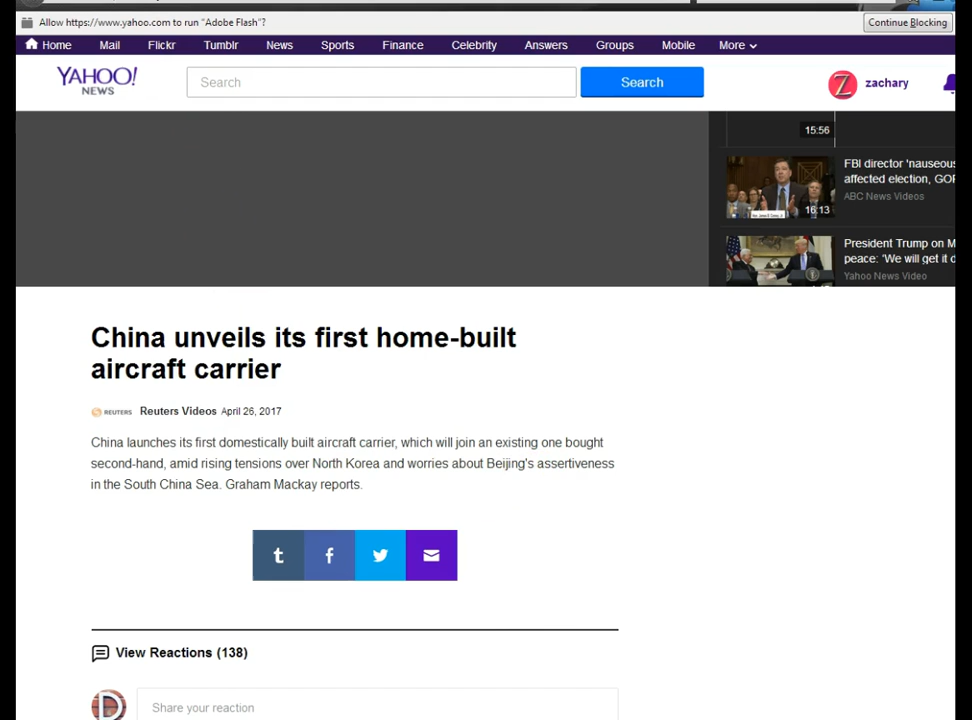 Allow https://www.yahoo.com to run "Adobe Flash"?
Continue Blocking
Home Mail Flickr Tumblr News Sports Finance Celebrity Answers Groups Mobile More
YAHOO!
NEWS
Search
Search
zachary
15:56
FBI director 'nauseous
affected election, GOP
ABC News Videos
16:13
President Trump on M
peace: 'We will get it d
Yahoo News Video
China unveils its first home-built
aircraft carrier
REUTERS Reuters Videos April 26, 2017
China launches its first domestically built aircraft carrier, which will join an existing one bought
second-hand, amid rising tensions over North Korea and worries about Beijing's assertiveness
in the South China Sea. Graham Mackay reports.
View Reactions (138)
Share your reaction